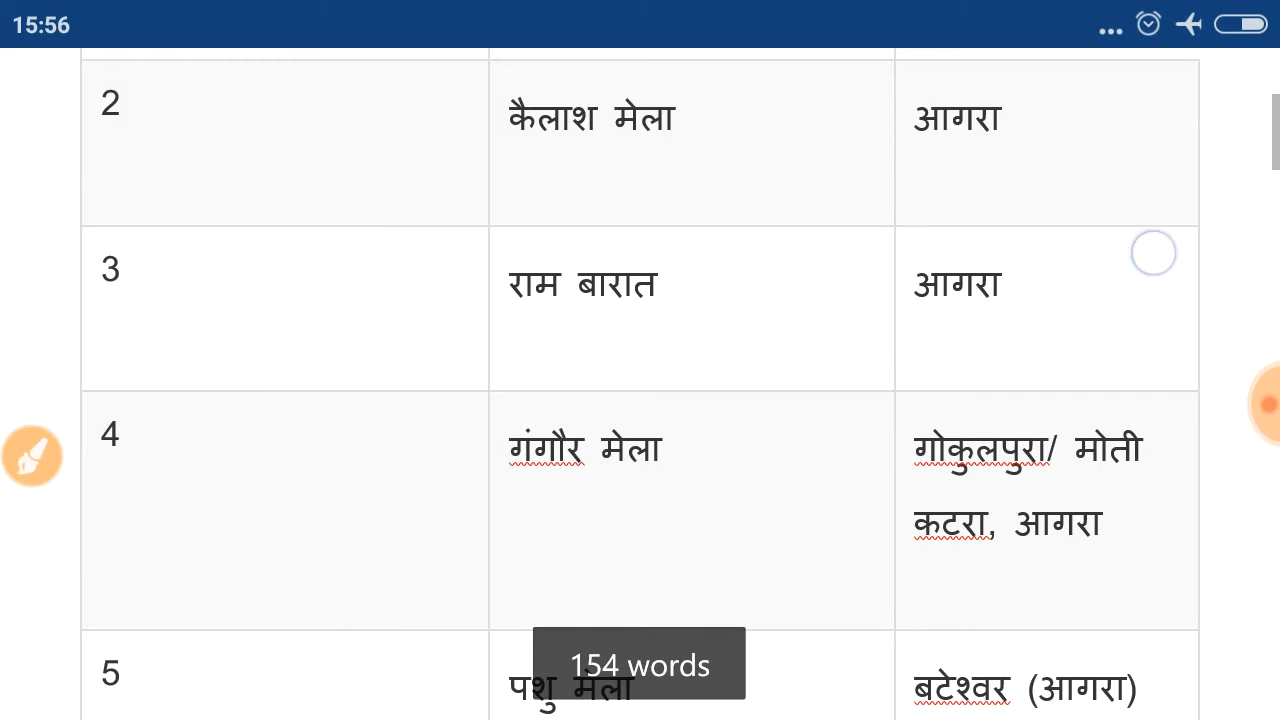 15:56
2 कैलाश मेला आगरा
3 राम बारात आगरा
4 गंगौर मेला गोकुलपुरा/ मोती
कटरा, आगरा
5 पशु मेला बटेश्वर (आगरा)
154 words